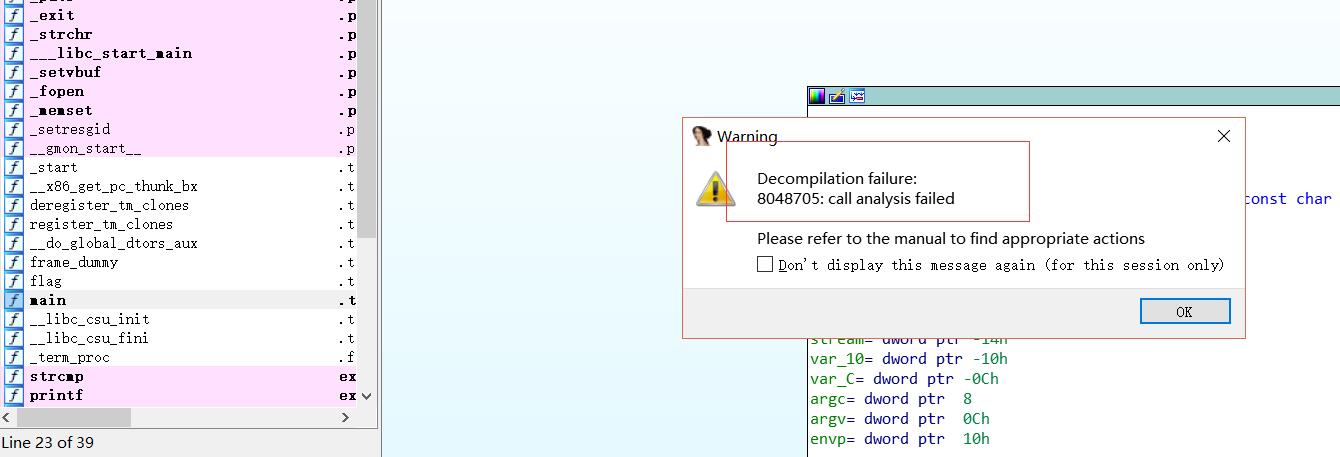 _exit .p
_strchr .p
___libc_start_main .p
_setvbuf .p
_fopen .p
_memset .p
_setresgid .p
__gmon_start__ .p
_start .t
__x86_get_pc_thunk_bx .t
deregister_tm_clones .t
register_tm_clones .t
__do_global_dtors_aux .t
frame_dummy .t
flag .t
main .t
__libc_csu_init .t
__libc_csu_fini .t
_term_proc .f
strcmp ex
printf ex
Line 23 of 39
Warning
Decompilation failure:
8048705: call analysis failed
Please refer to the manual to find appropriate actions
Don't display this message again (for this session only)
OK
const char
stream= dword ptr -14h
var_10= dword ptr -10h
var_C= dword ptr -0Ch
argc= dword ptr 8
argv= dword ptr 0Ch
envp= dword ptr 10h